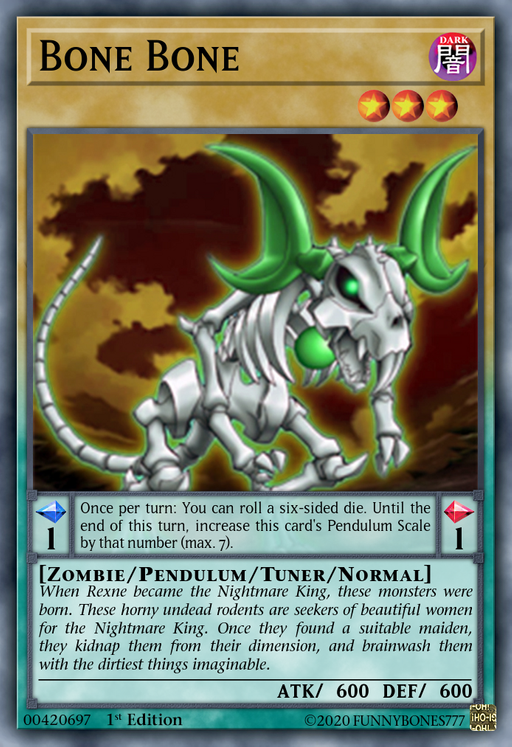 Bone Bone
DARK
闇
Once per turn: You can roll a six-sided die. Until the
end of this turn, increase this card's Pendulum Scale
by that number (max. 7).
1
1
[Zombie/Pendulum/Tuner/Normal]
When Rexne became the Nightmare King, these monsters were
born. These horny undead rodents are seekers of beautiful women
for the Nightmare King. Once they found a suitable maiden,
they kidnap them from their dimension, and brainwash them
with the dirtiest things imaginable.
ATK/ 600 DEF/ 600
00420697 1st Edition
©2020 FUNNYBONES777